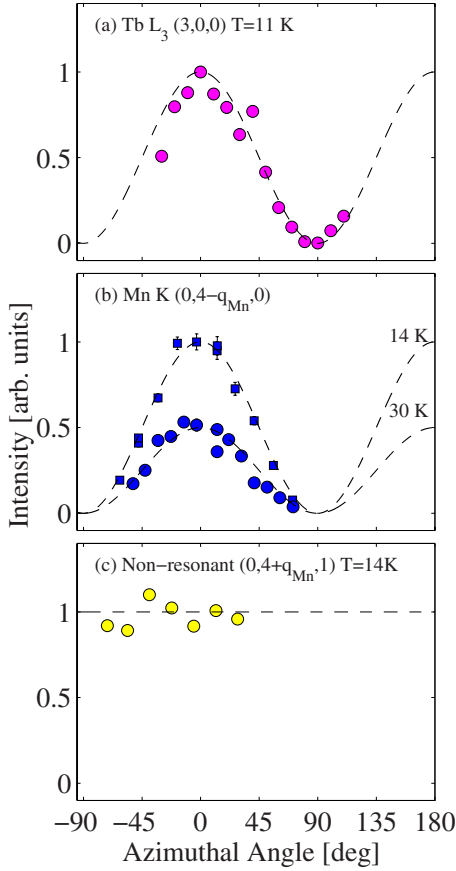 (a) Tb L₃ (3,0,0) T=11 K
1
0.5
0
(b) Mn K (0,4−q_Mn,0)
14 K
30 K
1
0.5
0
Intensity [arb. units]
(c) Non-resonant (0,4+q_Mn,1) T=14K
1
0.5
0
−90 −45 0 45 90 135 180
Azimuthal Angle [deg]